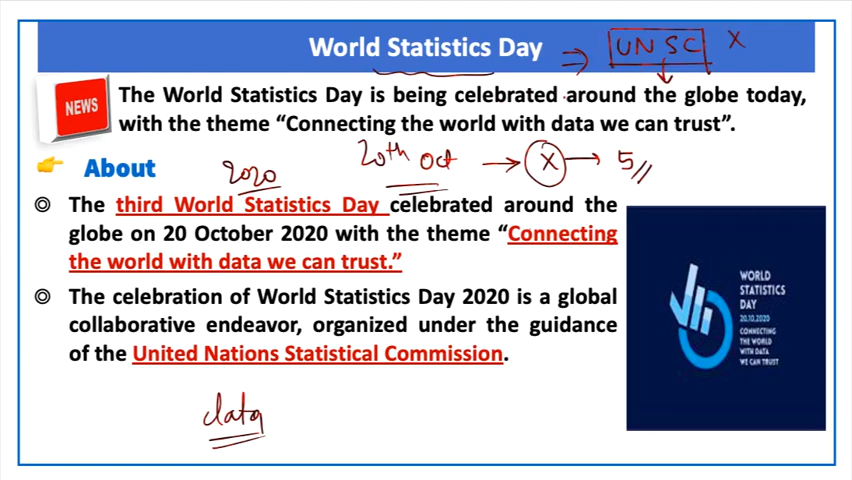 World Statistics Day ⇒ UNSC X
NEWS
The World Statistics Day is being celebrated around the globe today,
with the theme “Connecting the world with data we can trust”.
About
2020
20th Oct → X → 5
The third World Statistics Day celebrated around the
globe on 20 October 2020 with the theme “Connecting
the world with data we can trust.”
The celebration of World Statistics Day 2020 is a global
collaborative endeavor, organized under the guidance
of the United Nations Statistical Commission.
data
WORLD
STATISTICS
DAY
20.10.2020
CONNECTING
THE WORLD
WITH DATA
WE CAN TRUST